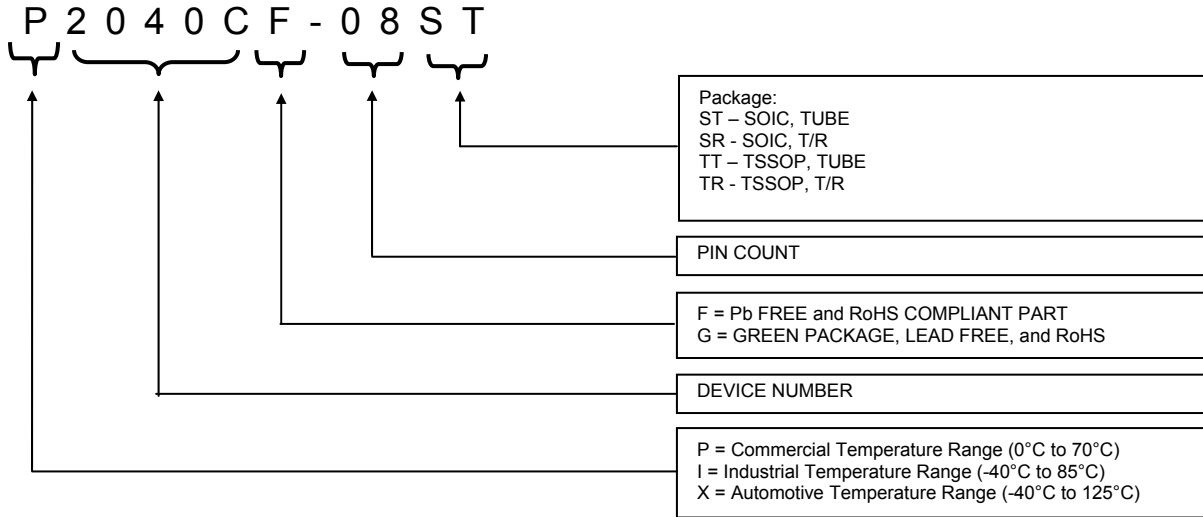 P 2 0 4 0 C F - 0 8 S T
Package:
ST – SOIC, TUBE
SR - SOIC, T/R
TT – TSSOP, TUBE
TR - TSSOP, T/R
PIN COUNT
F = Pb FREE and RoHS COMPLIANT PART
G = GREEN PACKAGE, LEAD FREE, and RoHS
DEVICE NUMBER
P = Commercial Temperature Range (0°C to 70°C)
I = Industrial Temperature Range (-40°C to 85°C)
X = Automotive Temperature Range (-40°C to 125°C)